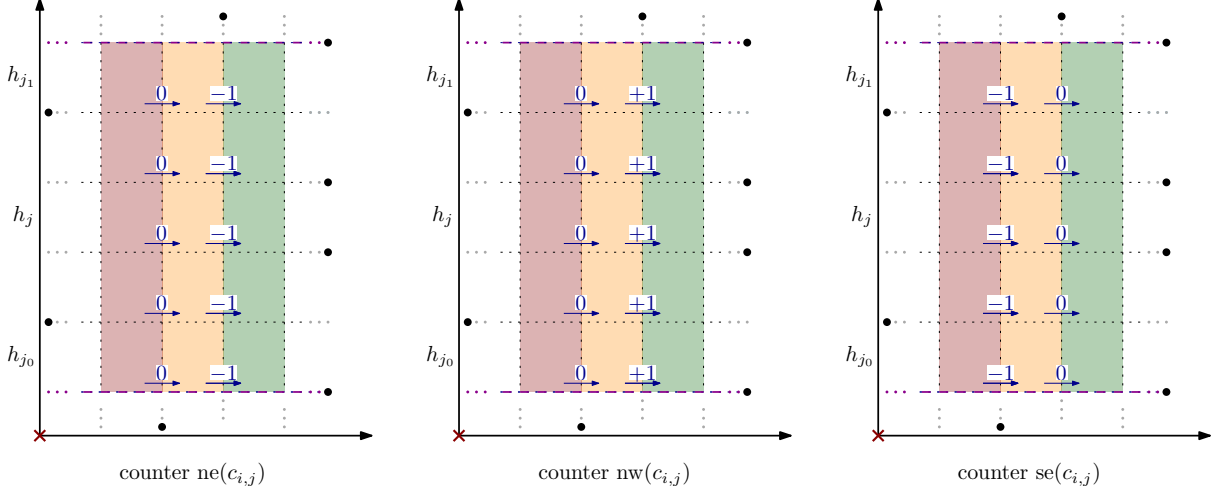 h_{j_1}
0 −1
0 −1
h_j
0 −1
0 −1
h_{j_0}
0 −1
counter ne(c_{i,j})
h_{j_1}
0 +1
0 +1
h_j
0 +1
0 +1
h_{j_0}
0 +1
counter nw(c_{i,j})
h_{j_1}
−1 0
−1 0
h_j
−1 0
−1 0
h_{j_0}
−1 0
counter se(c_{i,j})